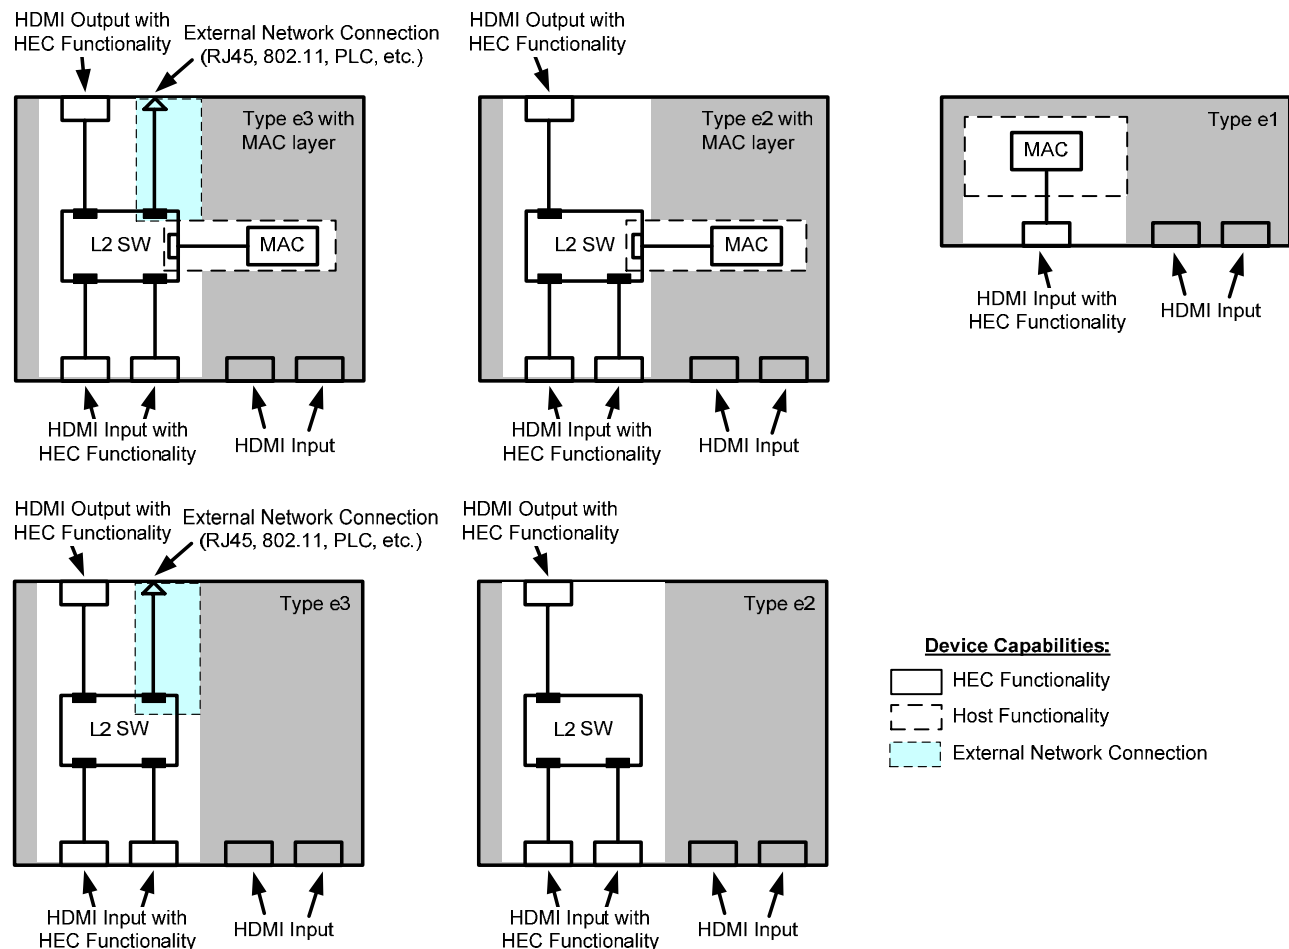 HDMI Output with
HEC Functionality
External Network Connection
(RJ45, 802.11, PLC, etc.)
Type e3 with
MAC layer
L2 SW
MAC
HDMI Input with
HEC Functionality
HDMI Input
HDMI Output with
HEC Functionality
Type e2 with
MAC layer
L2 SW
MAC
HDMI Input with
HEC Functionality
HDMI Input
Type e1
MAC
HDMI Input with
HEC Functionality
HDMI Input
HDMI Output with
HEC Functionality
External Network Connection
(RJ45, 802.11, PLC, etc.)
Type e3
L2 SW
HDMI Input with
HEC Functionality
HDMI Input
HDMI Output with
HEC Functionality
Type e2
L2 SW
HDMI Input with
HEC Functionality
HDMI Input
Device Capabilities:
HEC Functionality
Host Functionality
External Network Connection